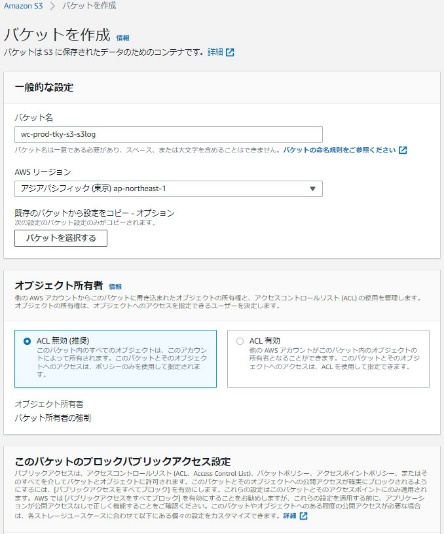 Amazon S3 > バケットを作成
バケットを作成 情報
バケットは S3 に保存されたデータのためのコンテナです。詳細
一般的な設定
バケット名
wc-prod-tky-s3-s3log
バケット名は一意である必要があり、スペース、または大文字を含めることはできません。バケットの命名規則をご参照ください
AWS リージョン
アジアパシフィック (東京) ap-northeast-1
既存のバケットから設定をコピー - オプション
次の設定のバケット設定のみがコピーされます。
バケットを選択する
オブジェクト所有者 情報
他の AWS アカウントからこのバケットに書き込まれたオブジェクトの所有権と、アクセスコントロールリスト (ACL) の使用を管理します。
オブジェクトの所有権は、オブジェクトへのアクセスを指定できるユーザーを決定します。
ACL 無効 (推奨)
このバケット内のすべてのオブジェクトは、このアカウン
トによって所有されます。このバケットとそのオブジェク
トへのアクセスは、ポリシーのみを使用して指定されま
す。
ACL 有効
他の AWS アカウントがこのバケット内のオブジェクトの
所有者となることができます。このバケットとそのオブジ
ェクトへのアクセスは、ACL を使用して指定できます。
オブジェクト所有者
バケット所有者の強制
このバケットのブロックパブリックアクセス設定
パブリックアクセスは、アクセスコントロールリスト (ACL、Access Control List)、バケットポリシー、アクセスポイントポリシー、またはそ
のすべてを介してバケットとオブジェクトに許可されます。このバケットとそのオブジェクトへの公開アクセスが確実にブロックされるよう
にするには、[パブリックアクセスをすべてブロック] を有効にします。これらの設定はこのバケットとそのアクセスポイントにのみ適用され
ます。AWS では [パブリックアクセスをすべてブロック] を有効にすることをお勧めしますが、これらの設定を適用する前に、アプリケーショ
ンが公開アクセスなしで正しく機能することをご確認ください。このバケットやオブジェクトへのある程度の公開アクセスが必要な場合
は、各ストレージユースケースに合わせて以下にある個々の設定をカスタマイズできます。詳細